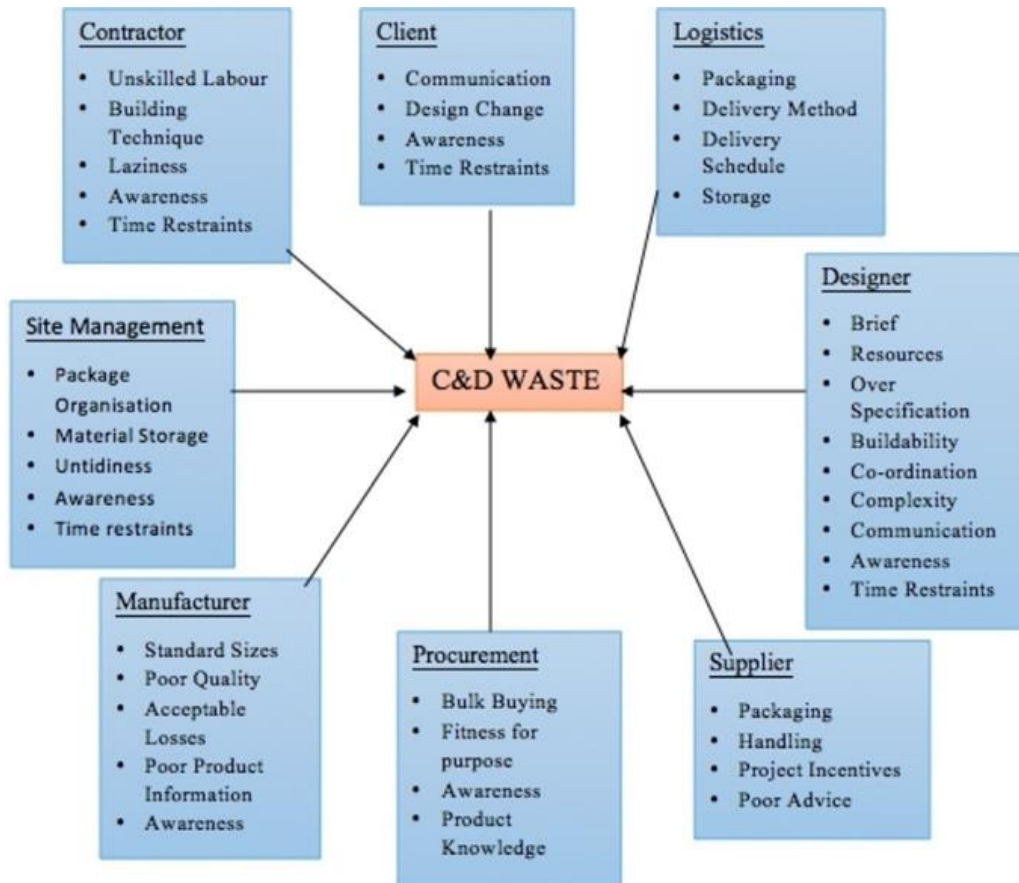 Contractor
Unskilled Labour
Building
Technique
Laziness
Awareness
Time Restraints
Client
Communication
Design Change
Awareness
Time Restraints
Logistics
Packaging
Delivery Method
Delivery
Schedule
Storage
Site Management
Package
Organisation
Material Storage
Untidiness
Awareness
Time restraints
C&D WASTE
Designer
Brief
Resources
Over
Specification
Buildability
Co-ordination
Complexity
Communication
Awareness
Time Restraints
Manufacturer
Standard Sizes
Poor Quality
Acceptable
Losses
Poor Product
Information
Awareness
Procurement
Bulk Buying
Fitness for
purpose
Awareness
Product
Knowledge
Supplier
Packaging
Handling
Project Incentives
Poor Advice